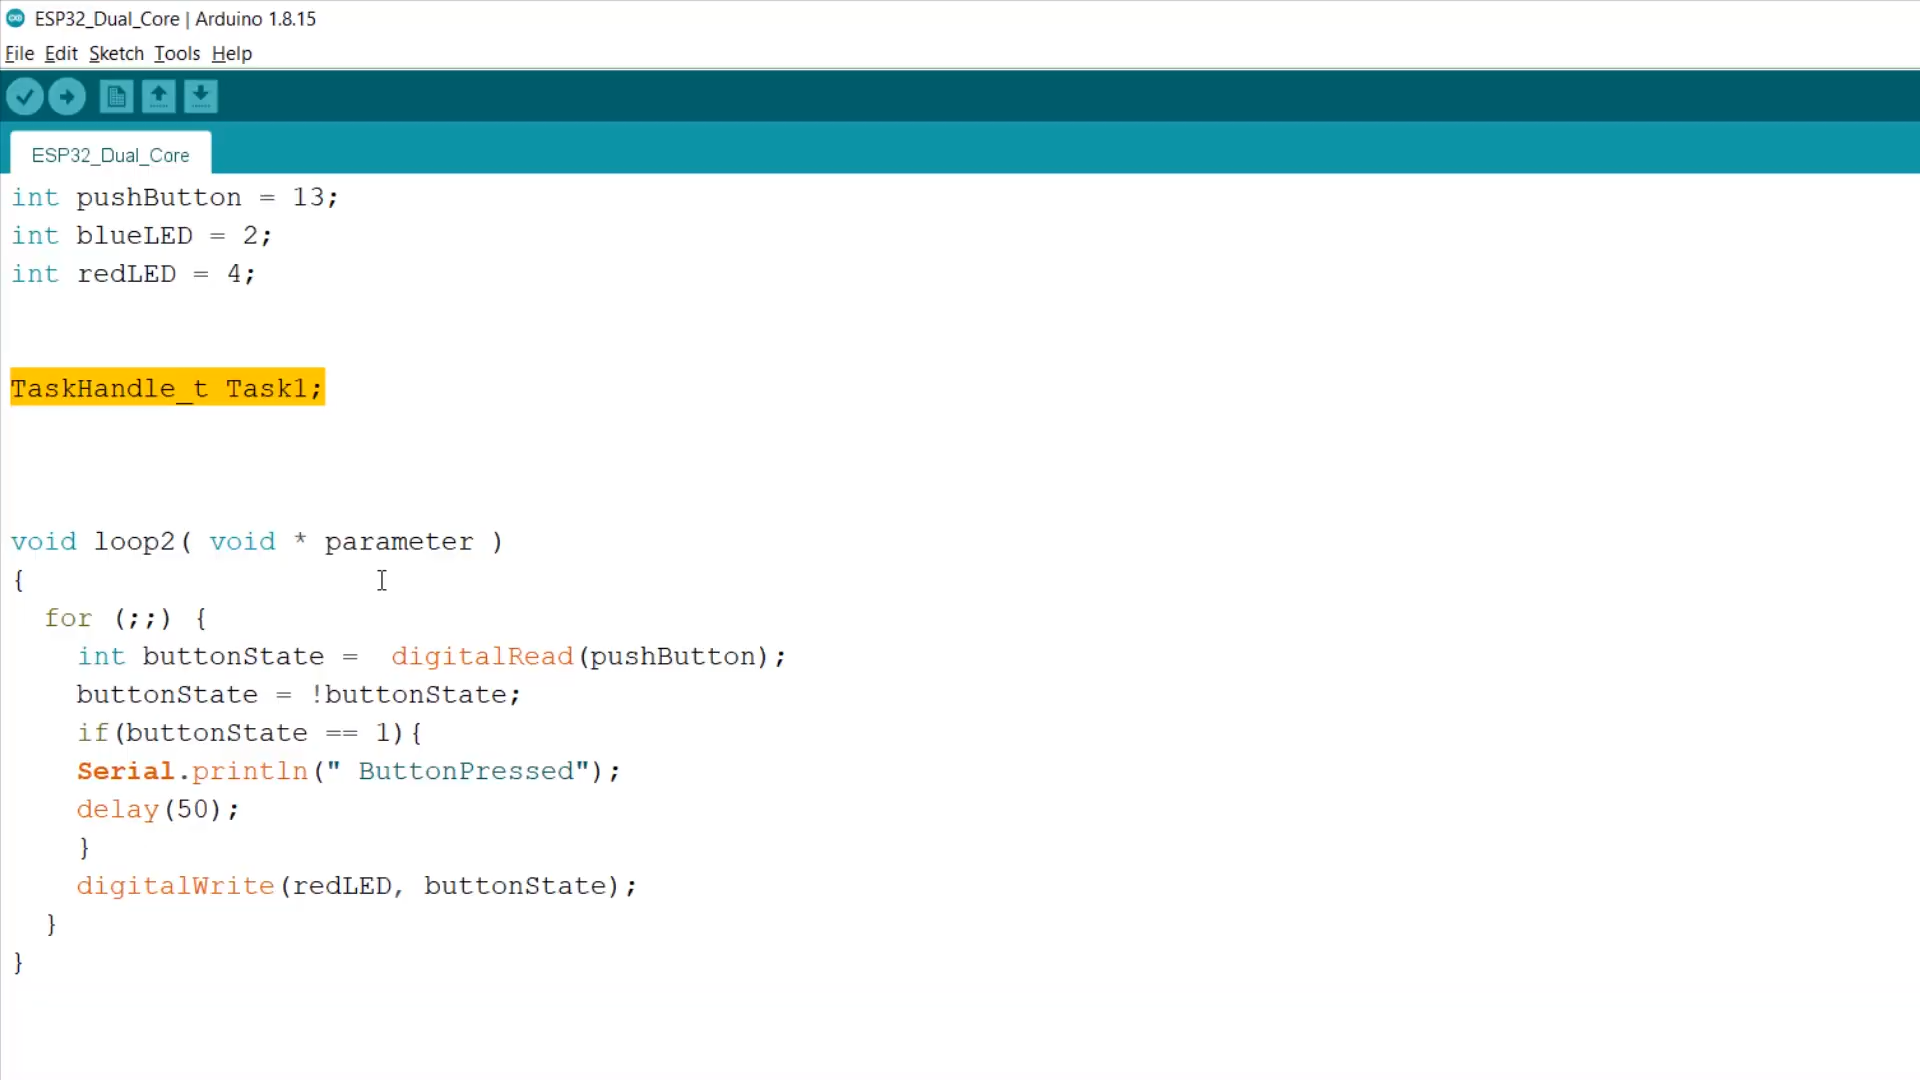 ESP32_Dual_Core | Arduino 1.8.15
File Edit Sketch Tools Help
ESP32_Dual_Core
int pushButton = 13;
int blueLED = 2;
int redLED = 4;
TaskHandle_t Task1;
void loop2( void * parameter )
{
  for (;;) {
    int buttonState =  digitalRead(pushButton);
    buttonState = !buttonState;
    if(buttonState == 1){
    Serial.println(" ButtonPressed");
    delay(50);
    }
    digitalWrite(redLED, buttonState);
  }
}